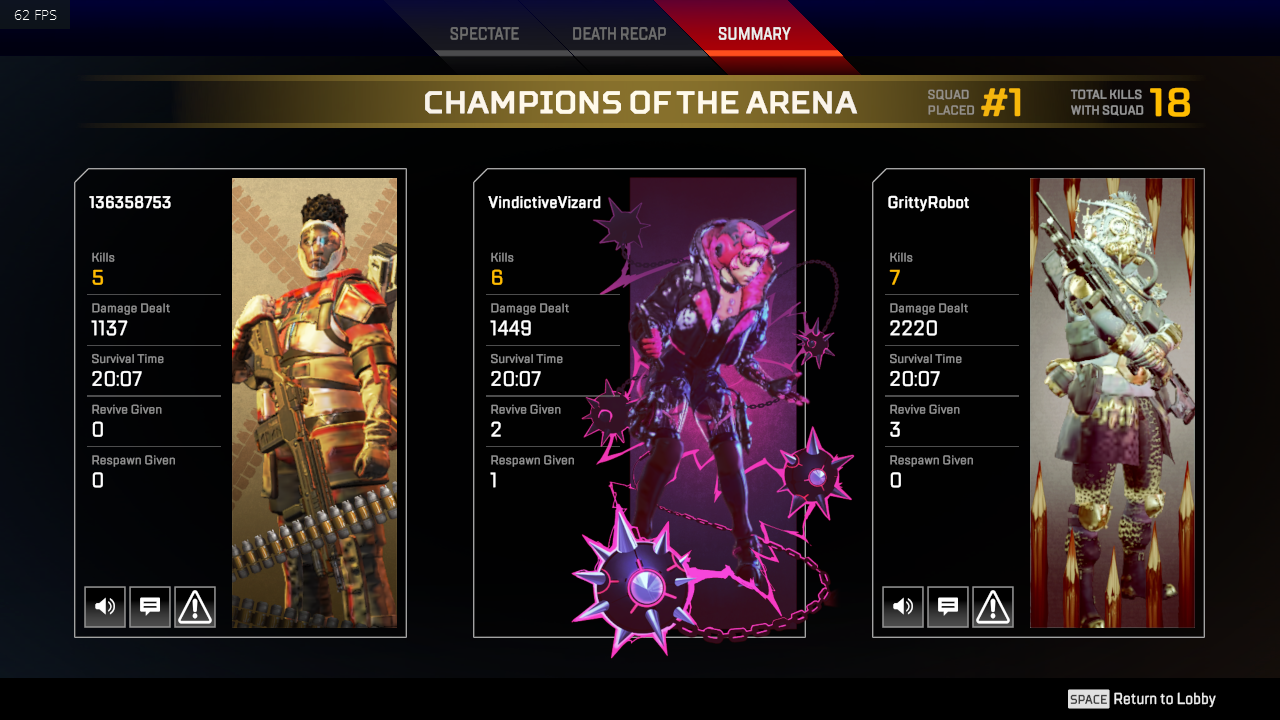 62 FPS
SPECTATE
DEATH RECAP
SUMMARY
CHAMPIONS OF THE ARENA
SQUAD
PLACED
#1
TOTAL KILLS
WITH SQUAD
18
136358753
Kills
5
Damage Dealt
1137
Survival Time
20:07
Revive Given
0
Respawn Given
0
VindictiveVizard
Kills
6
Damage Dealt
1449
Survival Time
20:07
Revive Given
2
Respawn Given
1
GrittyRobot
Kills
7
Damage Dealt
2220
Survival Time
20:07
Revive Given
3
Respawn Given
0
SPACE Return to Lobby